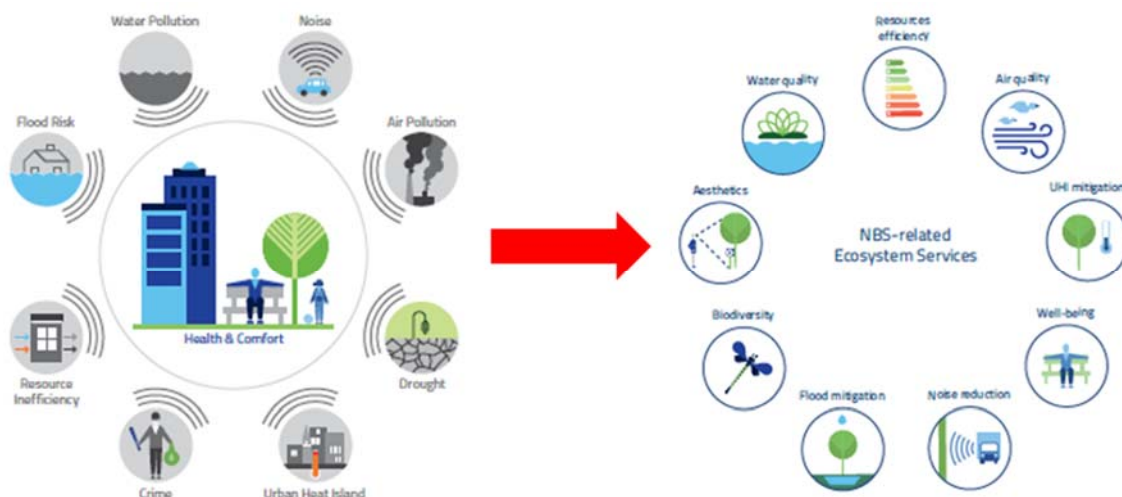 Water Pollution
Noise
Flood Risk
Air Pollution
Health & Comfort
Resource
Inefficiency
Drought
Crime
Urban Heat Island
Resources
efficiency
Water quality
Air quality
Aesthetics
UHI mitigation
NBS-related
Ecosystem Services
Biodiversity
Well-being
Flood mitigation
Noise reduction